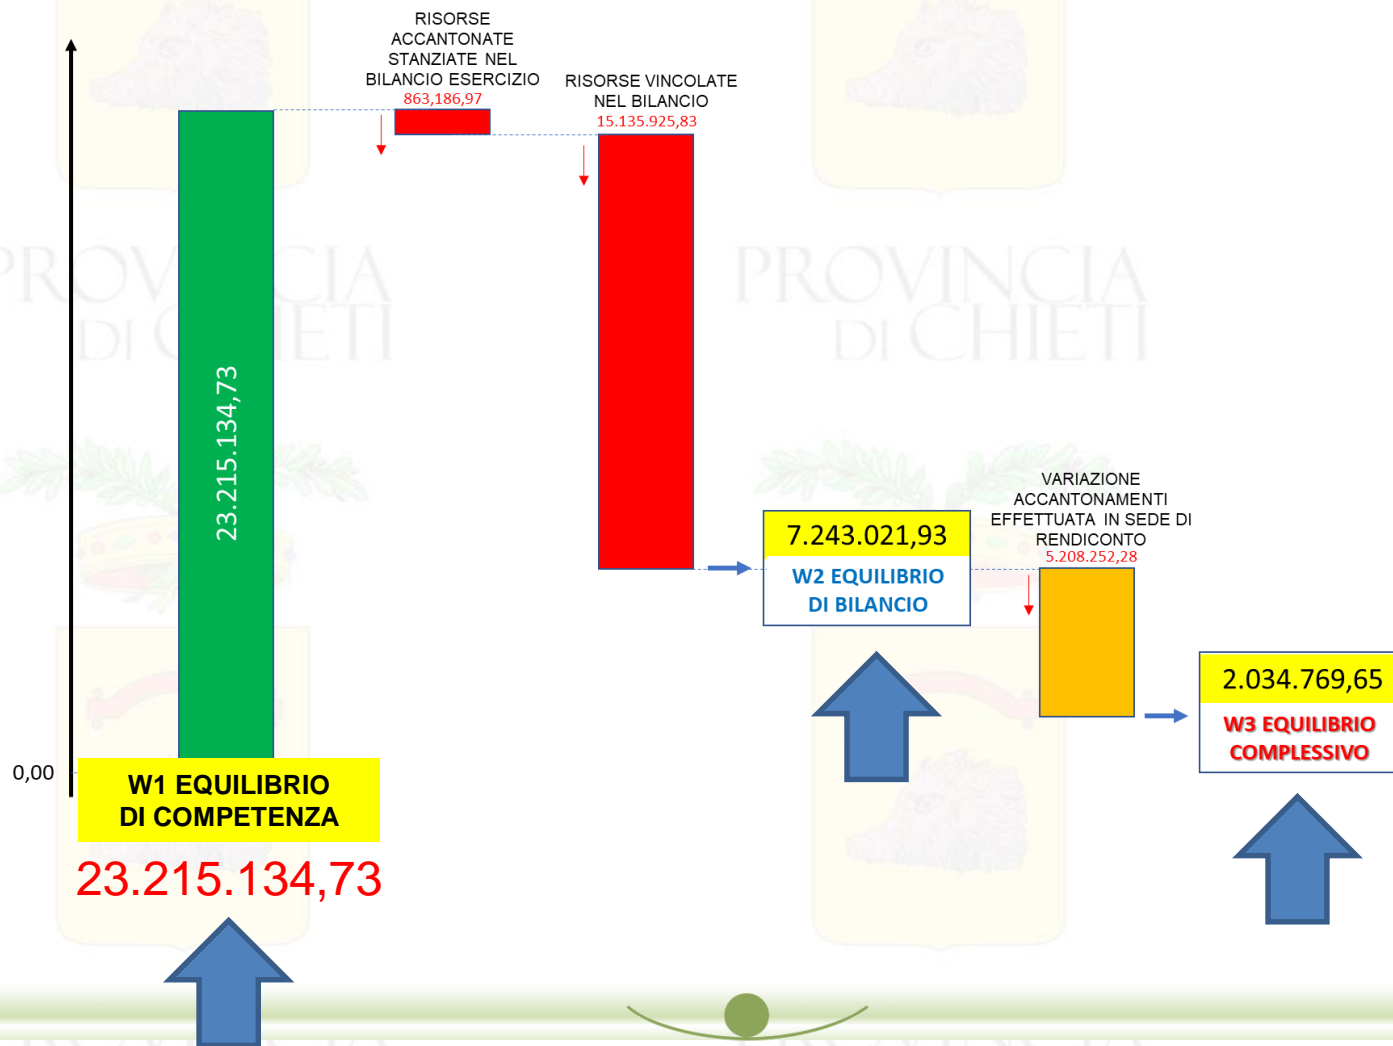 RISORSE
ACCANTONATE
STANZIATE NEL
BILANCIO ESERCIZIO
863,186,97
RISORSE VINCOLATE
NEL BILANCIO
15.135.925,83
PROVINCIA
DI CHIETI
PROVINCIA
DI CHIETI
23.215.134,73
VARIAZIONE
ACCANTONAMENTI
EFFETTUATA IN SEDE DI
RENDICONTO
5.208.252,28
7.243.021,93
W2 EQUILIBRIO
DI BILANCIO
2.034.769,65
W3 EQUILIBRIO
COMPLESSIVO
0,00
W1 EQUILIBRIO
DI COMPETENZA
23.215.134,73